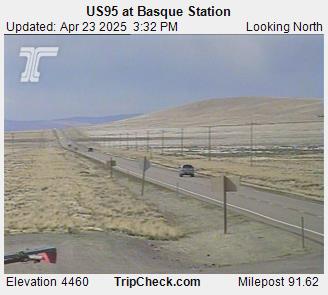 US95 at Basque Station
Updated: Apr 23 2025 3:32 PM Looking North
Elevation 4460 TripCheck.com Milepost 91.62